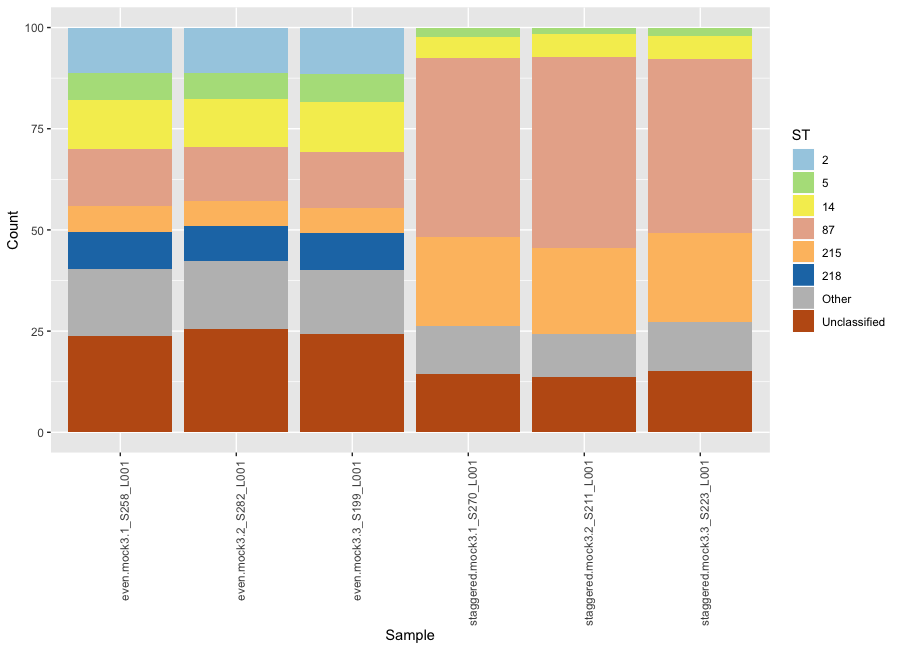 100
75
50
25
0
Count
even.mock3.1_S258_L001
even.mock3.2_S282_L001
even.mock3.3_S199_L001
staggered.mock3.1_S270_L001
staggered.mock3.2_S211_L001
staggered.mock3.3_S223_L001
Sample
ST
2
5
14
87
215
218
Other
Unclassified